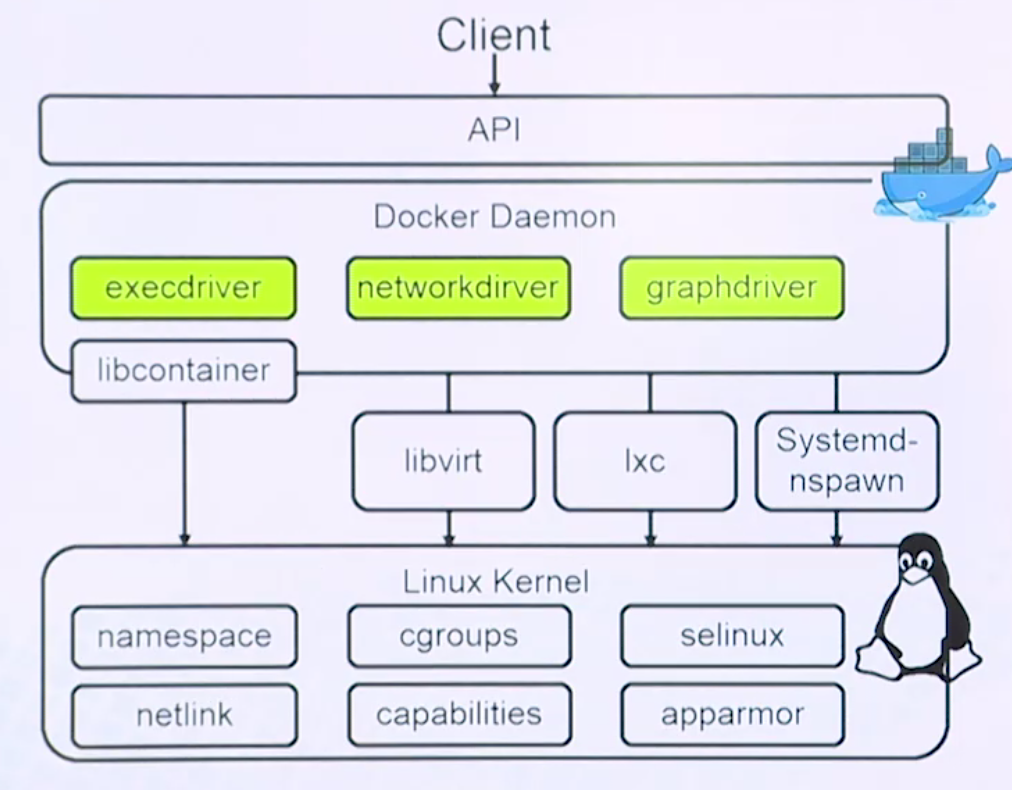 Client
API
Docker Daemon
execdriver
networkdirver
graphdriver
libcontainer
libvirt
lxc
Systemd-
nspawn
Linux Kernel
namespace
cgroups
selinux
netlink
capabilities
apparmor